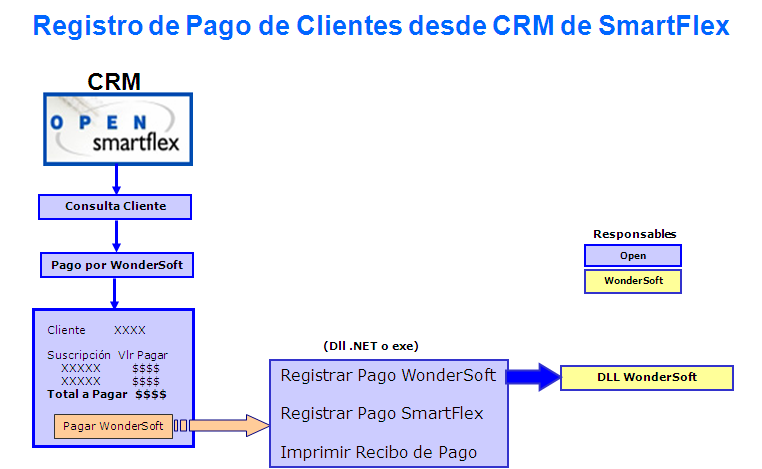 Registro de Pago de Clientes desde CRM de SmartFlex
CRM
OPEN
smartflex
Consulta Cliente
Pago por WonderSoft
Cliente XXXX
Suscripción Vlr Pagar
XXXXX $$$$
XXXXX $$$$
Total a Pagar $$$$
Pagar WonderSoft
(Dll .NET o exe)
Registrar Pago WonderSoft
Registrar Pago SmartFlex
Imprimir Recibo de Pago
DLL WonderSoft
Responsables
Open
WonderSoft